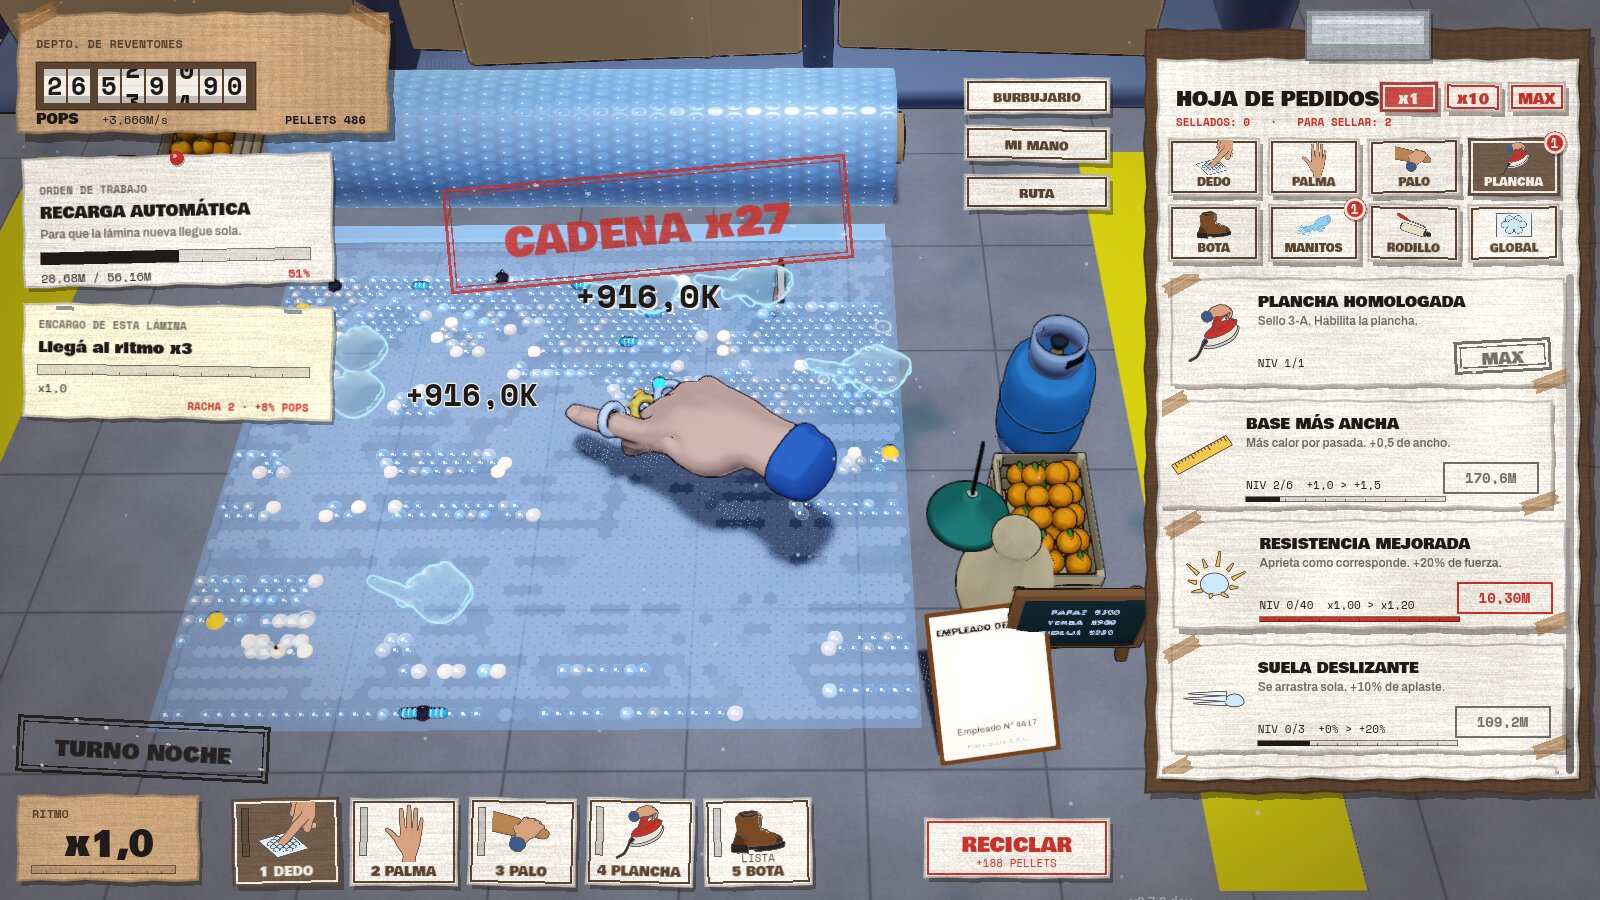 DEPTO. DE REVENTONES
POPS
+3,666M/s
PELLETS 486
ORDEN DE TRABAJO
RECARGA AUTOMÁTICA
Para que la lámina nueva llegue sola.
28,68M / 56,16M
51%
ENCARGO DE ESTA LÁMINA
Llegá al ritmo x3
x1,0
RACHA 2 · +8% POPS
CADENA x27
+916,0K
+916,0K
BURBUJARIO
MI MANO
RUTA
HOJA DE PEDIDOS
x1
x10
MAX
SELLADOS: 0 · PARA SELLAR: 2
DEDO
PALMA
PALO
PLANCHA
1
BOTA
MANITOS
1
RODILLO
GLOBAL
PLANCHA HOMOLOGADA
Sello 3-A. Habilita la plancha.
NIV 1/1
MAX
BASE MÁS ANCHA
Más calor por pasada. +0,5 de ancho.
NIV 2/6 +1,0 > +1,5
170,6M
RESISTENCIA MEJORADA
Aprieta como corresponde. +20% de fuerza.
NIV 0/40 x1,00 > x1,20
10,30M
SUELA DESLIZANTE
Se arrastra sola. +10% de aplaste.
NIV 0/3 +0% > +20%
109,2M
EMPLEADO
Empleado N° 4417
TURNO NOCHE
RITMO
x1,0
1 DEDO
2 PALMA
3 PALO
4 PLANCHA
LISTA
5 BOTA
RECICLAR
+188 PELLETS